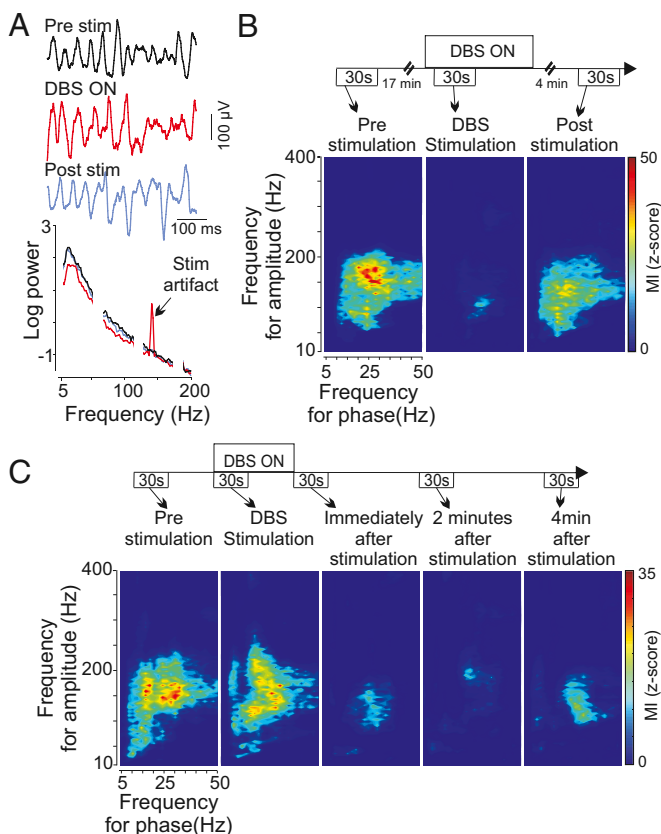 A
Pre stim
DBS ON
100 µV
Post stim
100 ms
3
Log power
-1
Stim
artifact
5 100 200
Frequency (Hz)
B
DBS ON
30s 30s 30s
17 min 4 min
Pre
stimulation
DBS
Stimulation
Post
stimulation
400
200
10
Frequency
for amplitude (Hz)
5 25 50
Frequency
for phase(Hz)
50
0
MI (z-score)
C
DBS ON
30s 30s 30s 30s 30s
Pre
stimulation
DBS
Stimulation
Immediately
after
stimulation
2 minutes
after
stimulation
4min
after
stimulation
400
200
10
Frequency
for amplitude (Hz)
5 25 50
Frequency
for phase(Hz)
35
0
MI (z-score)